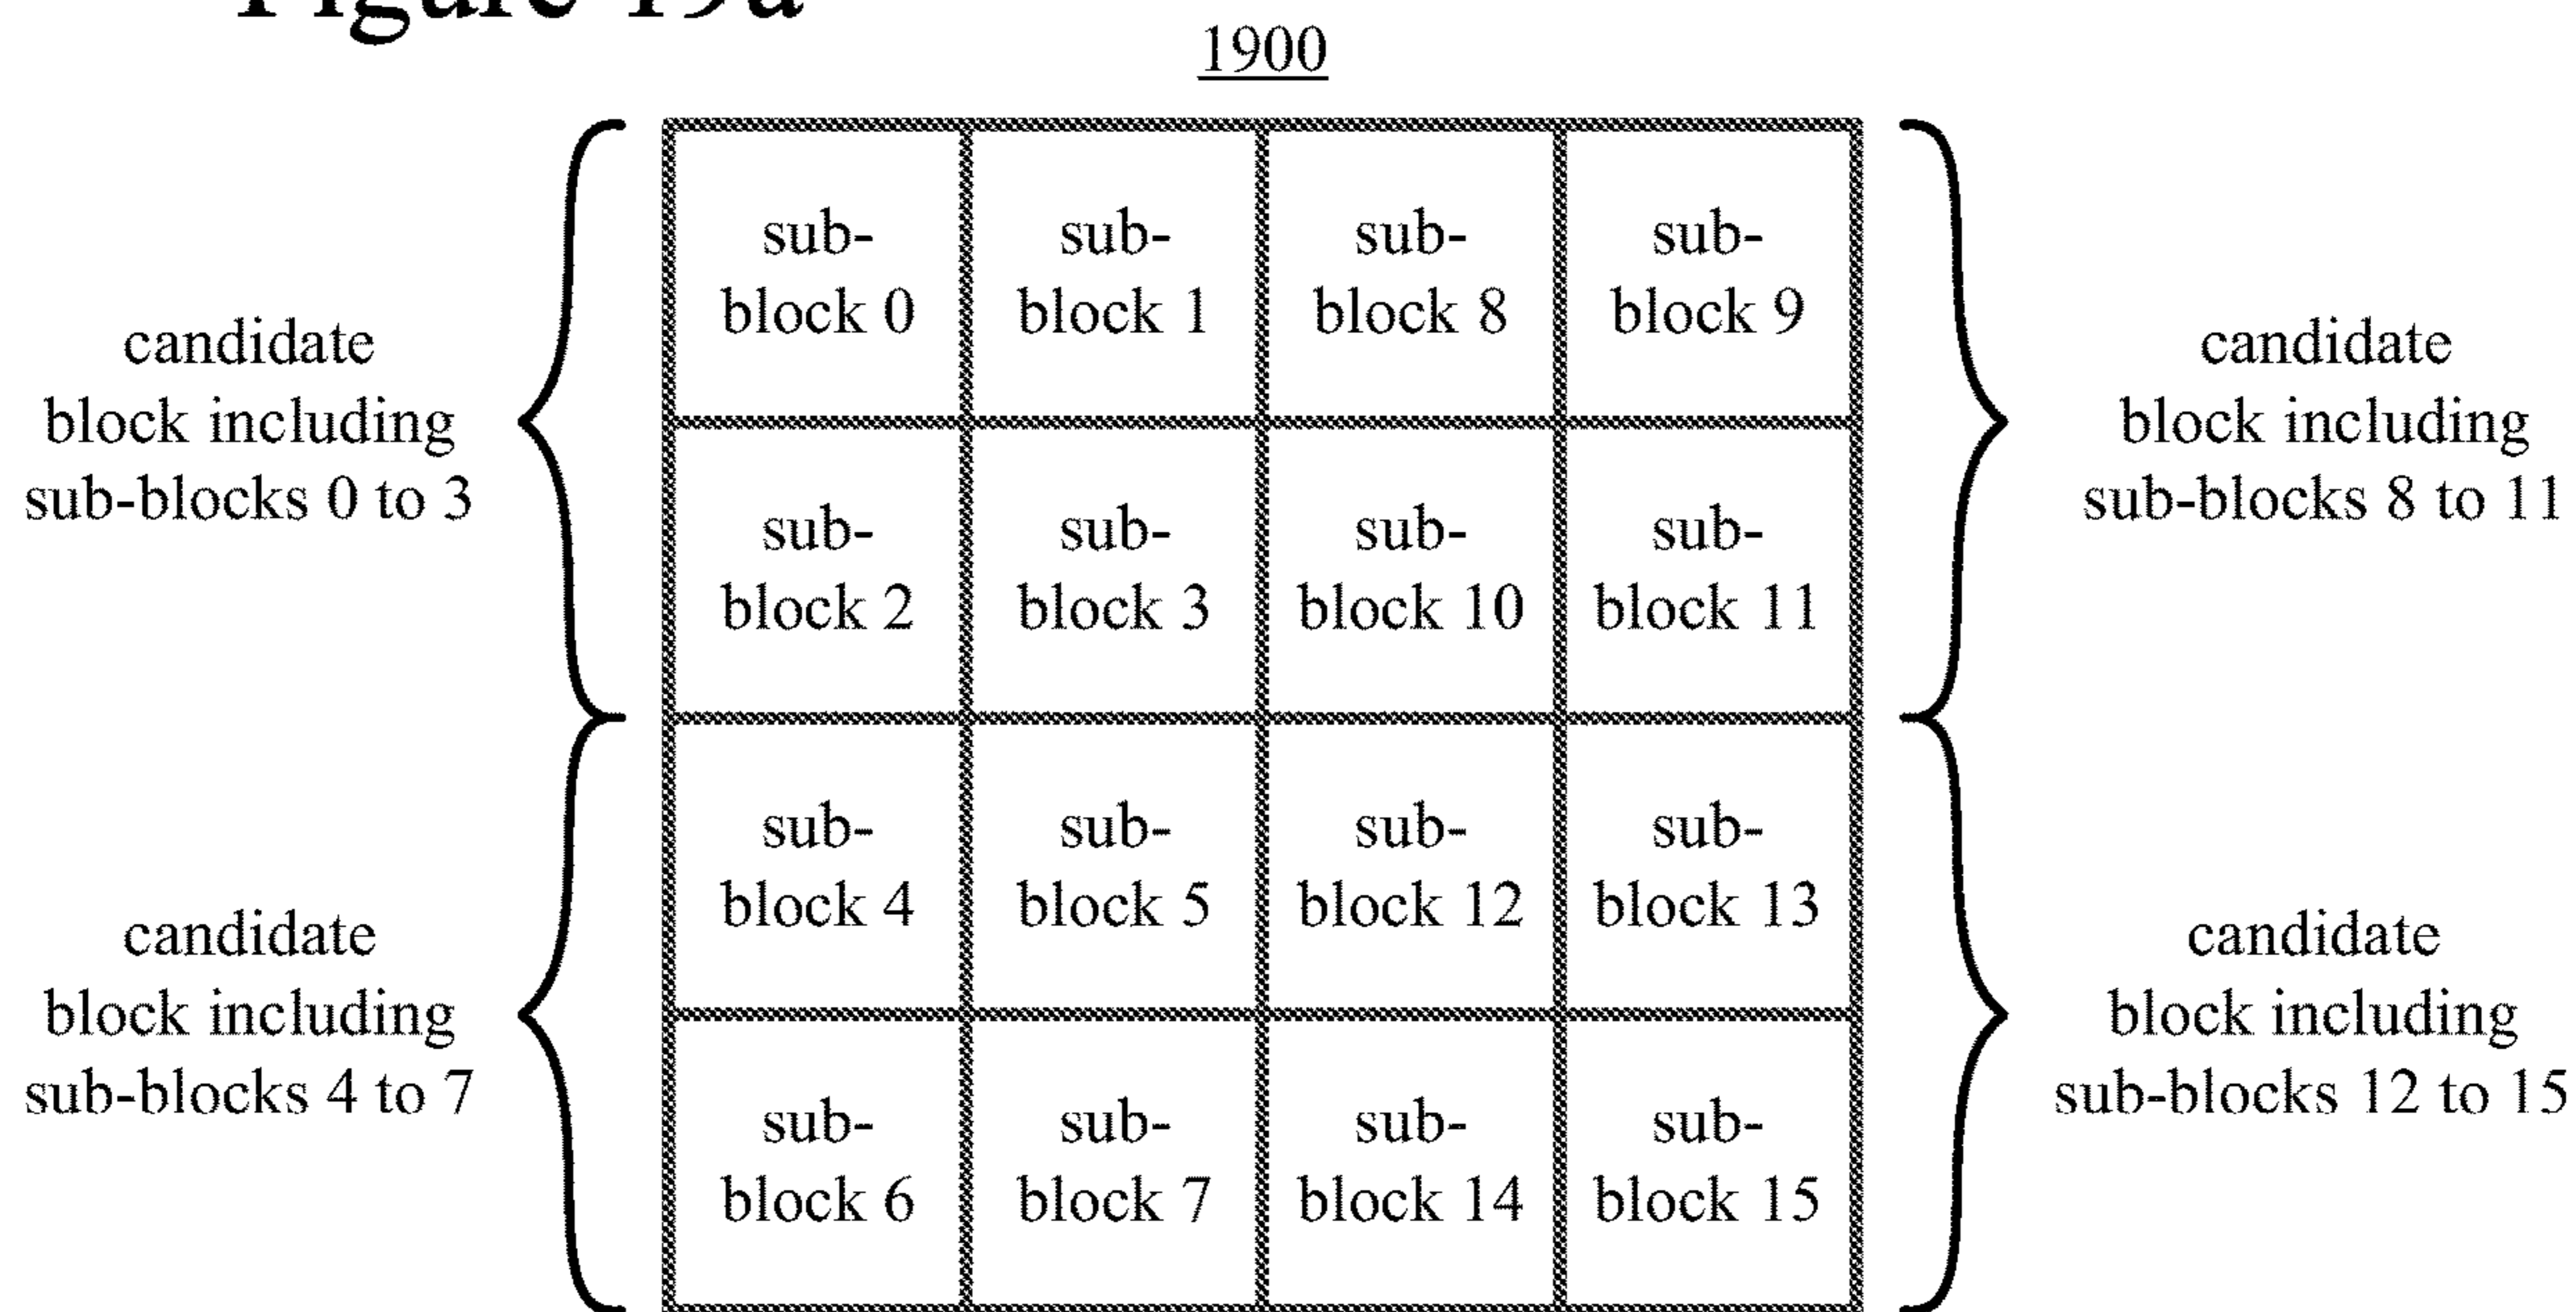 Figure 19a
1900
candidate
block including
sub-blocks 0 to 3
sub-
block 0
sub-
block 1
sub-
block 8
sub-
block 9
candidate
block including
sub-blocks 8 to 11
sub-
block 2
sub-
block 3
sub-
block 10
sub-
block 11
candidate
block including
sub-blocks 4 to 7
sub-
block 4
sub-
block 5
sub-
block 12
sub-
block 13
candidate
block including
sub-blocks 12 to 15
sub-
block 6
sub-
block 7
sub-
block 14
sub-
block 15